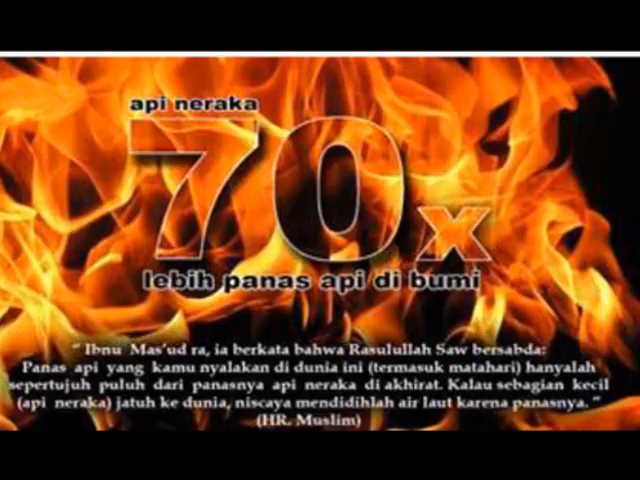 api neraka
70x
lebih panas api di bumi
" Ibnu Mas'ud ra, ia berkata bahwa Rasulullah Saw bersabda:
Panas api yang kamu nyalakan di dunia ini (termasuk matahari) hanyalah
sepertujuh puluh dari panasnya api neraka di akhirat. Kalau sebagian kecil
(api neraka) jatuh ke dunia, niscaya mendidihlah air laut karena panasnya. "
(HR. Muslim)